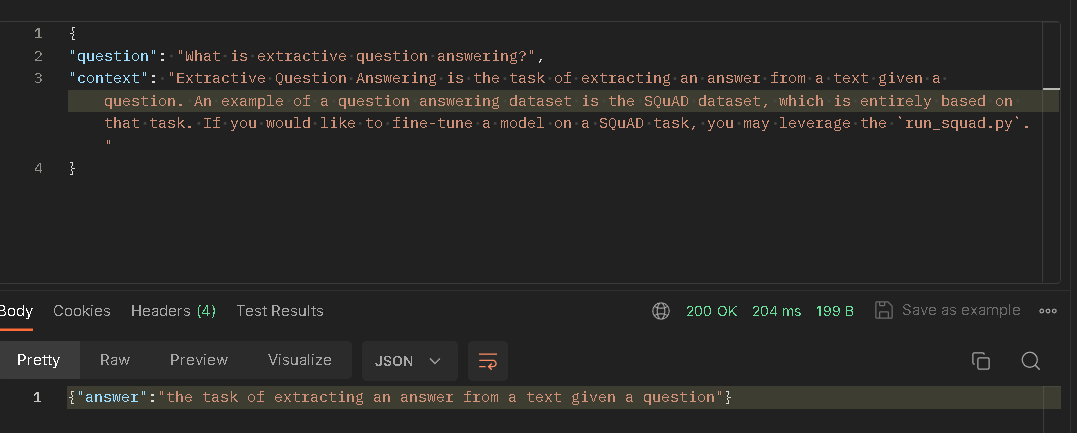 1 {
2 "question": "What is extractive question answering?",
3 "context": "Extractive Question Answering is the task of extracting an answer from a text given a
question. An example of a question answering dataset is the SQuAD dataset, which is entirely based on
that task. If you would like to fine-tune a model on a SQuAD task, you may leverage the `run_squad.py`.
"
4 }
Body Cookies Headers (4) Test Results 200 OK 204 ms 199 B Save as example
Pretty Raw Preview Visualize JSON
1 {"answer":"the task of extracting an answer from a text given a question"}